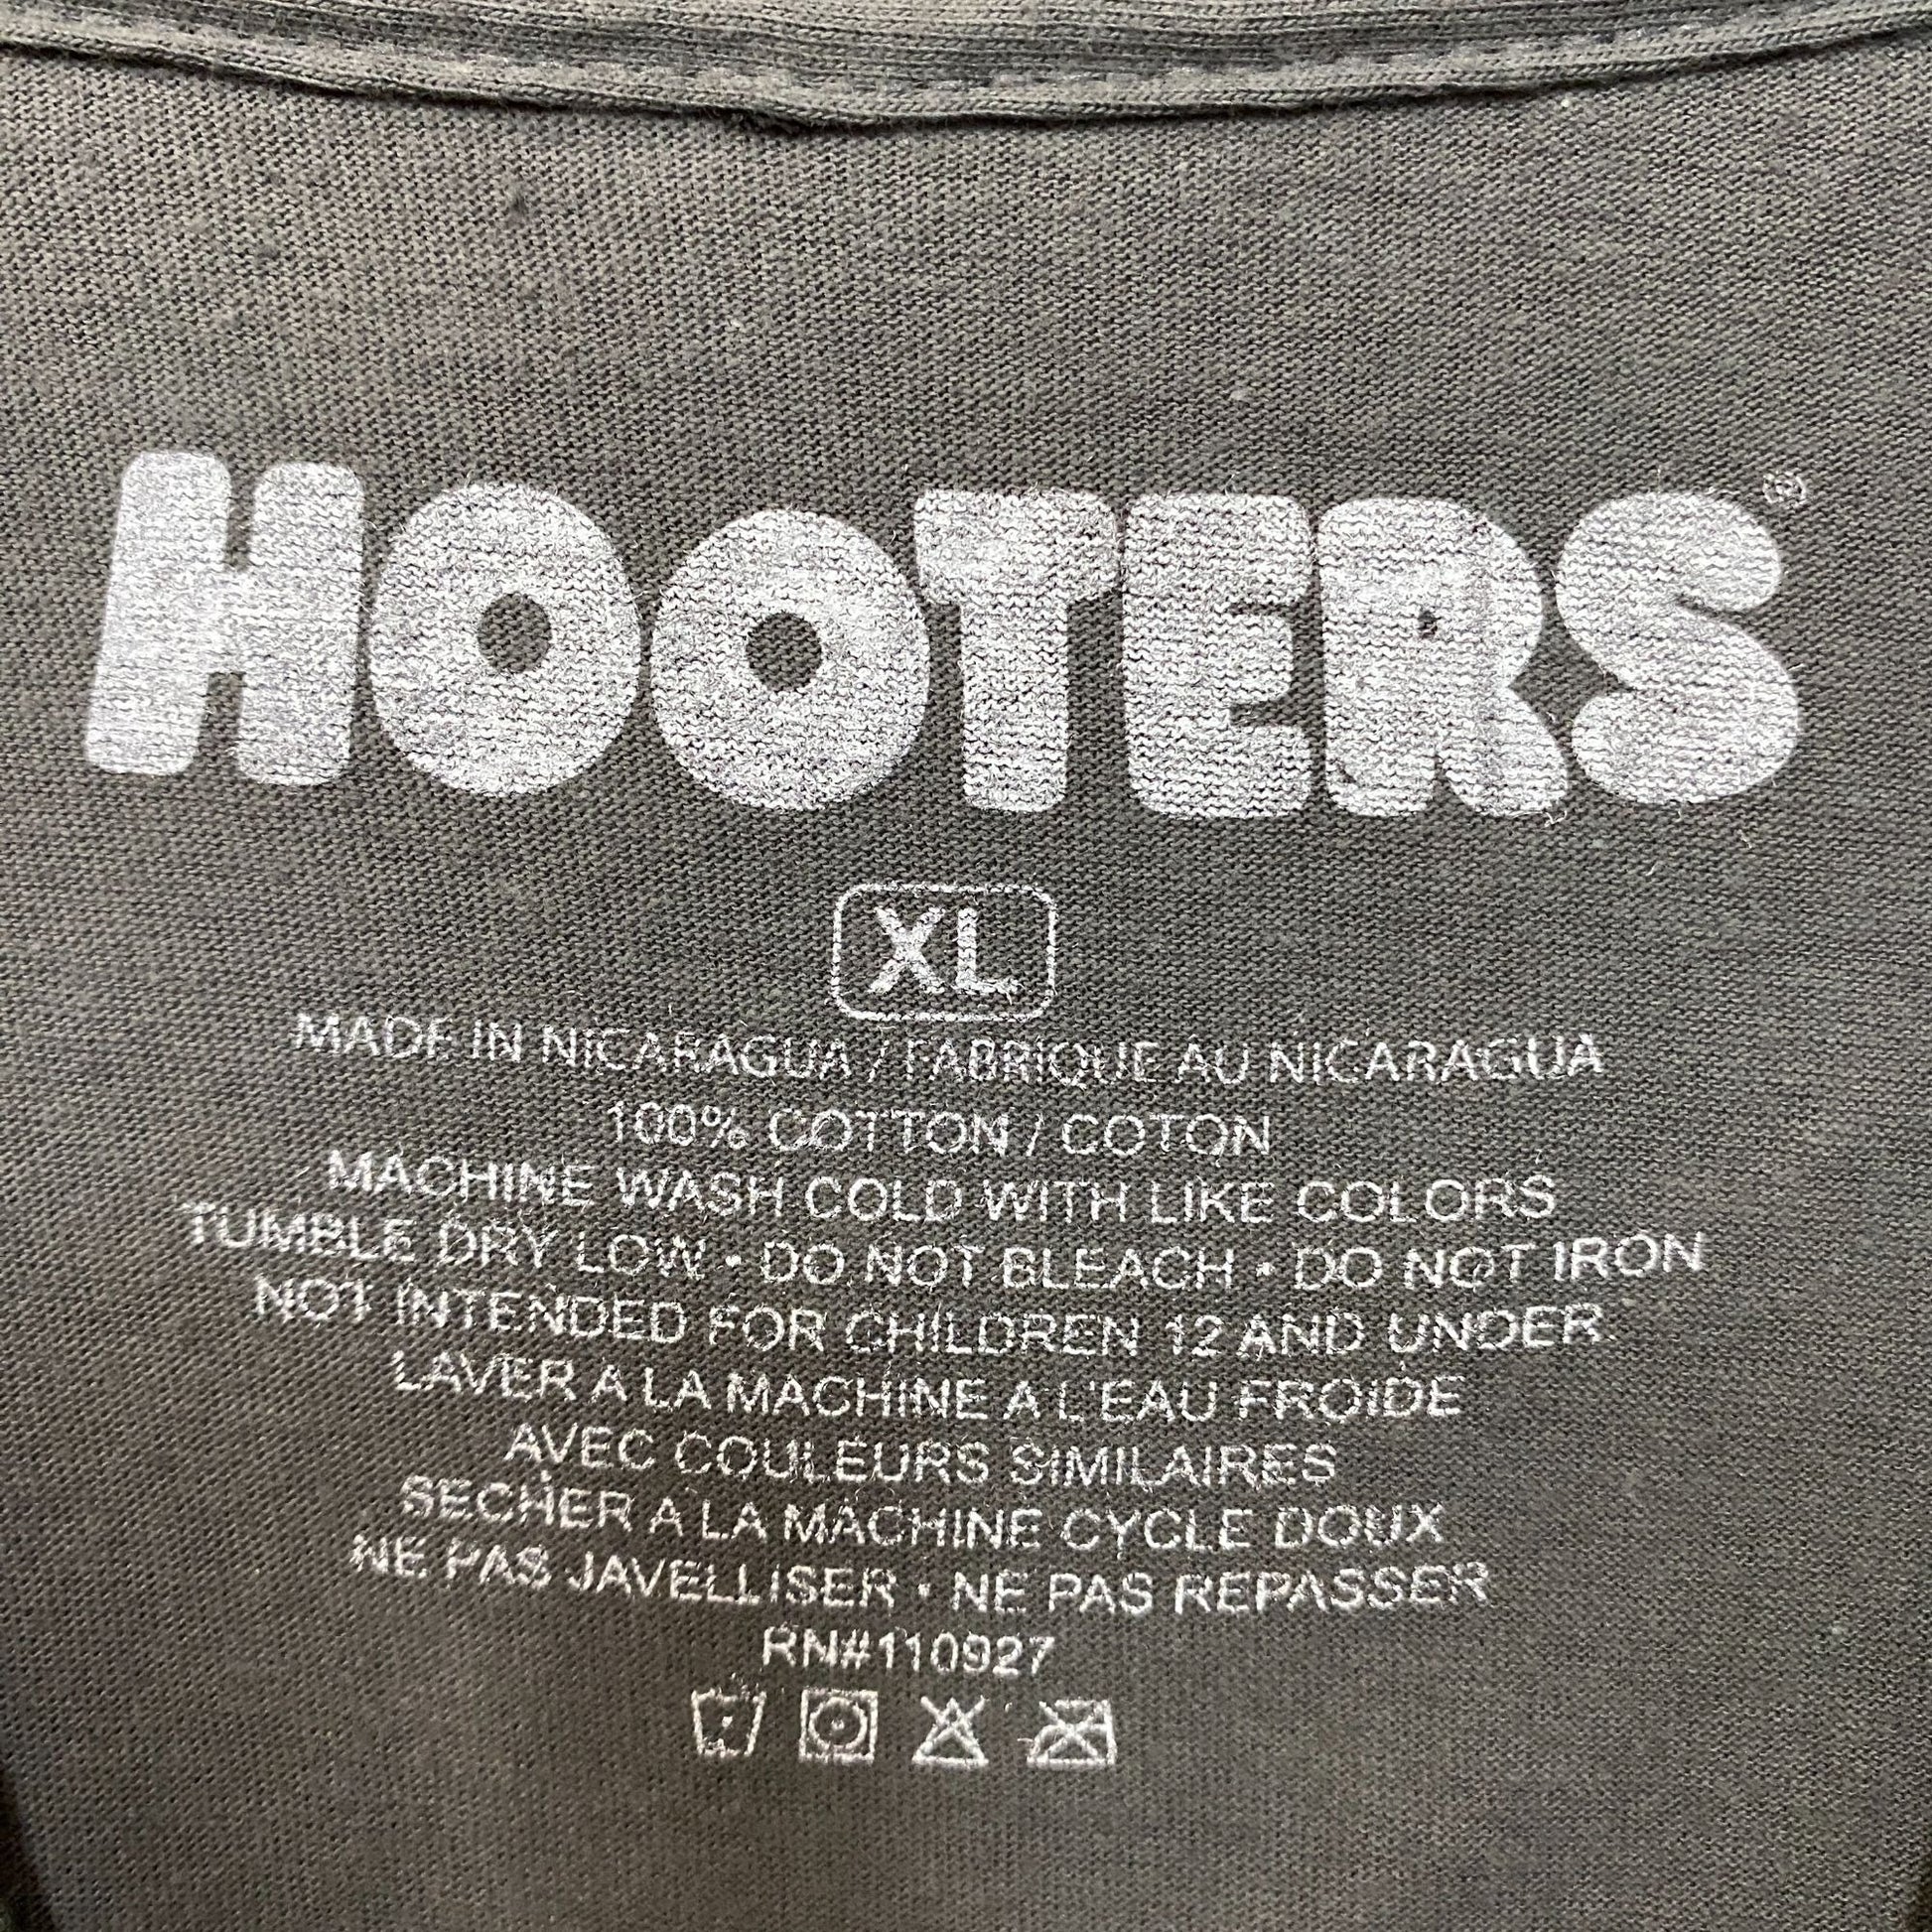 HOOTERS®
XL
MADE IN NICARAGUA / FABRIQUE AU NICARAGUA
100% COTTON / COTON
MACHINE WASH COLD WITH LIKE COLORS
TUMBLE DRY LOW • DO NOT BLEACH • DO NOT IRON
NOT INTENDED FOR CHILDREN 12 AND UNDER.
LAVER A LA MACHINE A L'EAU FROIDE
AVEC COULEURS SIMILAIRES
SECHER A LA MACHINE CYCLE DOUX
NE PAS JAVELLISER • NE PAS REPASSER
RN#110927